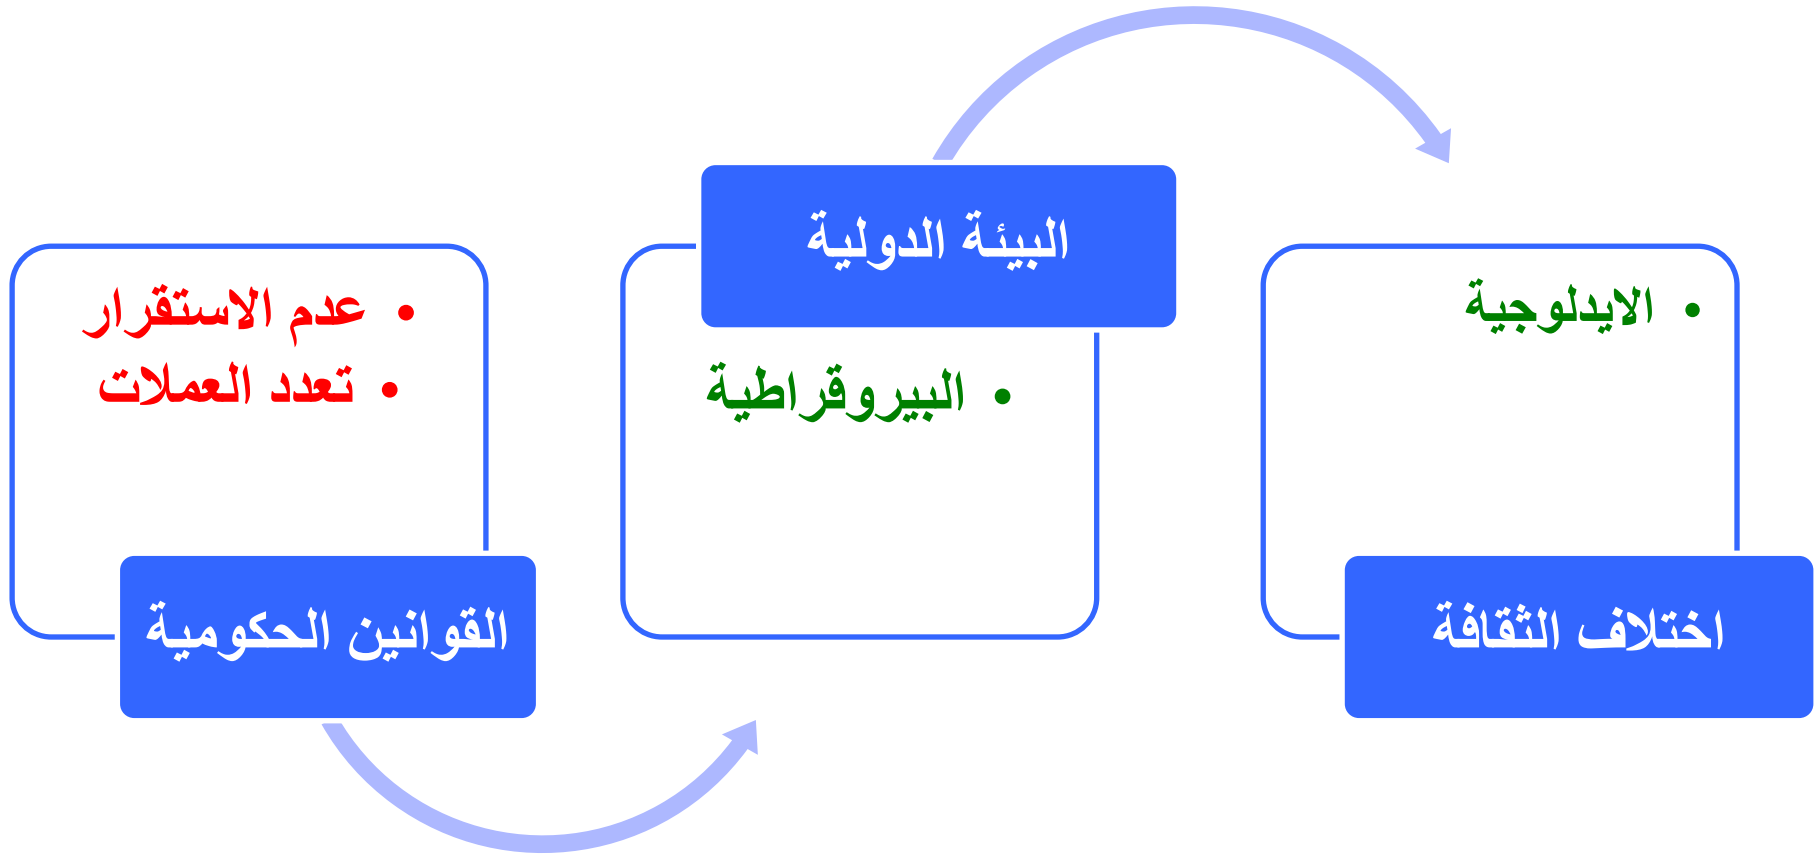 عدم الاستقرار •
تعدد العملات •
القوانين الحكومية
البيئة الدولية
البيروقراطية •
الايدلوجية •
اختلاف الثقافة